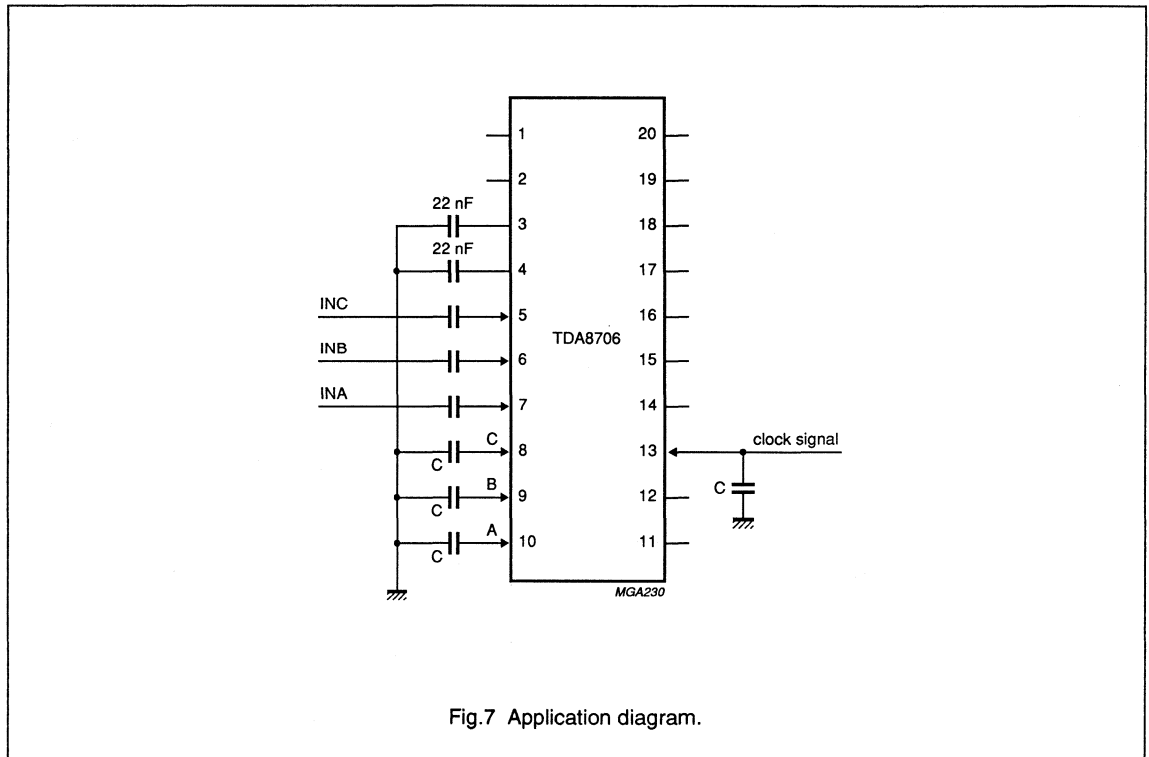 1
20
2
19
22 nF
3
18
22 nF
4
17
INC
5
16
TDA8706
INB
6
15
INA
7
14
C
C
8
13
clock signal
B
C
9
12
C
A
C
10
11
MGA230
Fig.7 Application diagram.